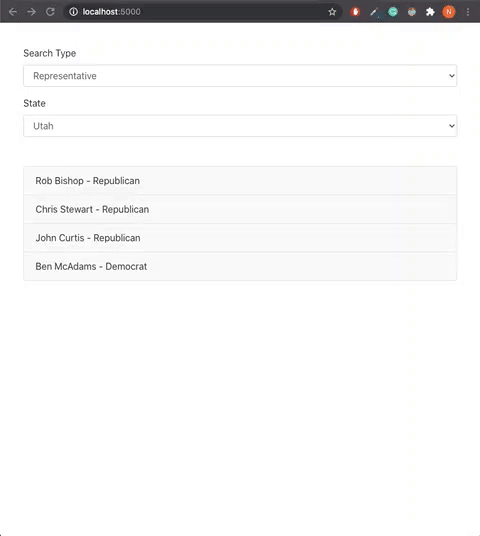 localhost:5000
N
Search Type
Representative
State
Utah
Rob Bishop - Republican
Chris Stewart - Republican
John Curtis - Republican
Ben McAdams - Democrat